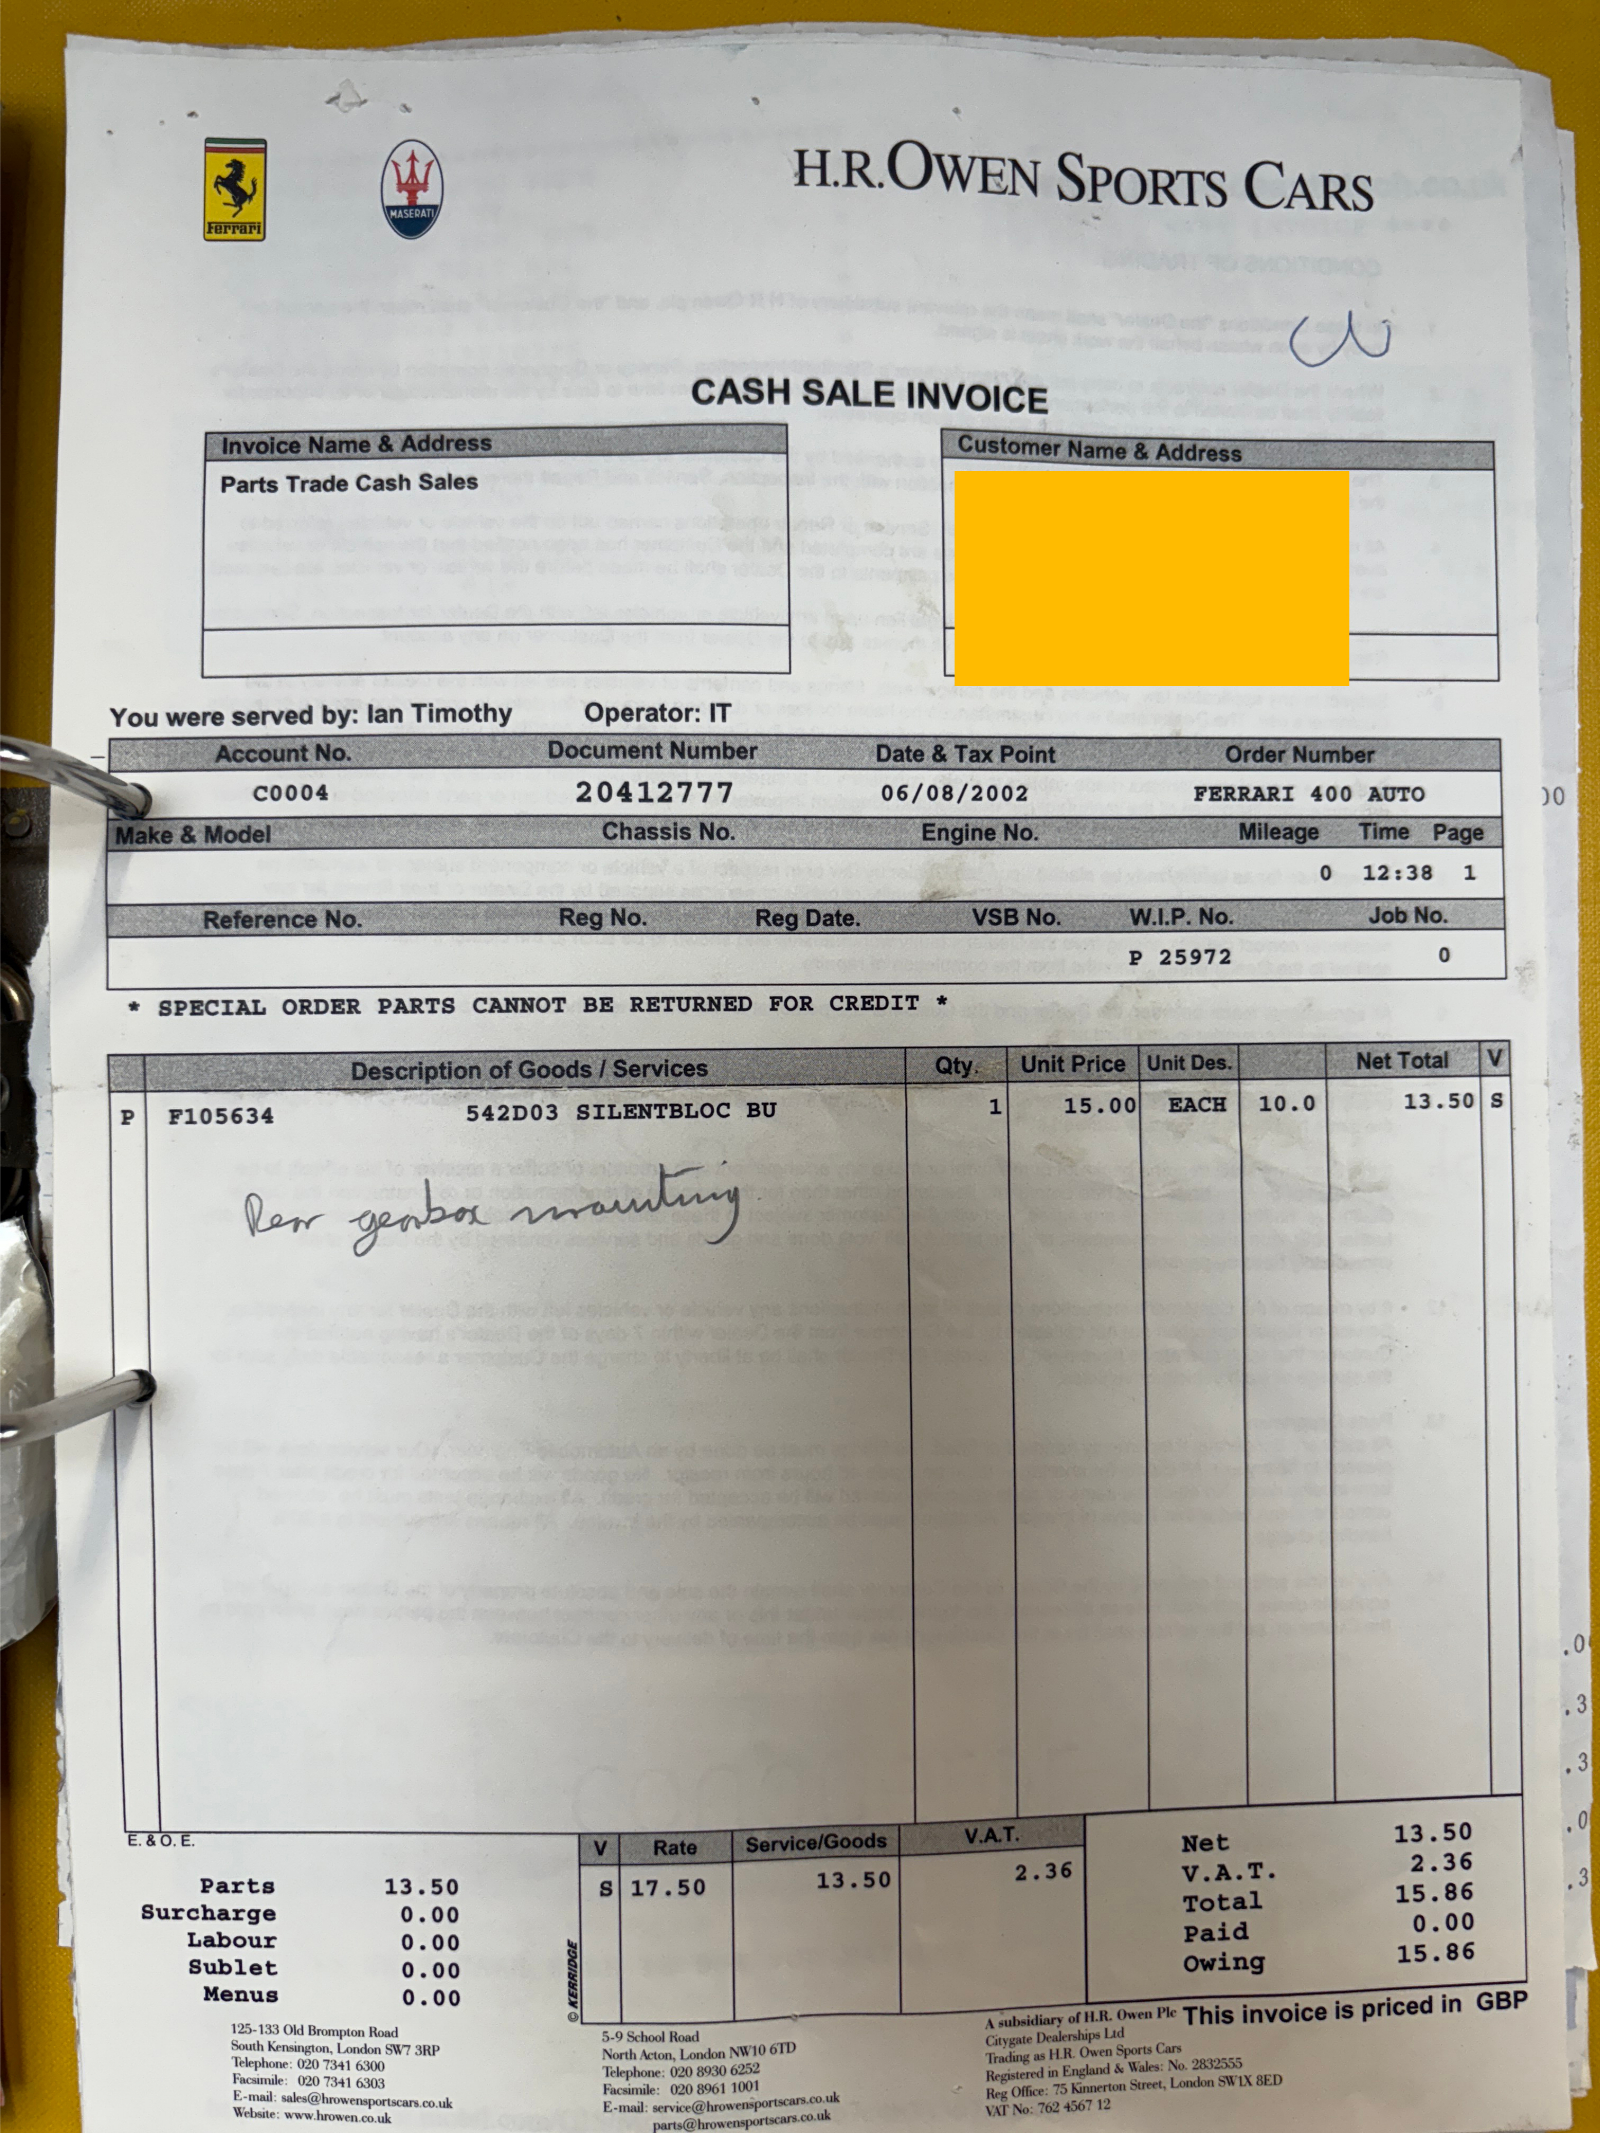 Ferrari
MASERATI
H.R.OWEN SPORTS CARS
CASH SALE INVOICE
Invoice Name & Address
Parts Trade Cash Sales
Customer Name & Address
You were served by: Ian Timothy Operator: IT
Account No. Document Number Date & Tax Point Order Number
C0004 20412777 06/08/2002 FERRARI 400 AUTO
Make & Model Chassis No. Engine No. Mileage Time Page
0 12:38 1
Reference No. Reg No. Reg Date. VSB No. W.I.P. No. Job No.
P 25972 0
* SPECIAL ORDER PARTS CANNOT BE RETURNED FOR CREDIT *
Description of Goods / Services Qty. Unit Price Unit Des. Net Total V
P F105634 542D03 SILENTBLOC BU 1 15.00 EACH 10.0 13.50 S
Rear gearbox mounting
E. & O. E.
Parts 13.50
Surcharge 0.00
Labour 0.00
Sublet 0.00
Menus 0.00
© KERRIDGE
V Rate Service/Goods V.A.T.
S 17.50 13.50 2.36
Net 13.50
V.A.T. 2.36
Total 15.86
Paid 0.00
Owing 15.86
This invoice is priced in GBP
125-133 Old Brompton Road
South Kensington, London SW7 3RP
Telephone: 020 7341 6300
Facsimile: 020 7341 6303
E-mail: sales@hrowensportscars.co.uk
Website: www.hrowen.co.uk
5-9 School Road
North Acton, London NW10 6TD
Telephone: 020 8930 6252
Facsimile: 020 8961 1001
E-mail: service@hrowensportscars.co.uk
parts@hrowensportscars.co.uk
A subsidiary of H.R. Owen Plc
Citygate Dealerships Ltd
Trading as H.R. Owen Sports Cars
Registered in England & Wales: No. 2832555
Reg Office: 75 Kinnerton Street, London SW1X 8ED
VAT No: 762 4567 12